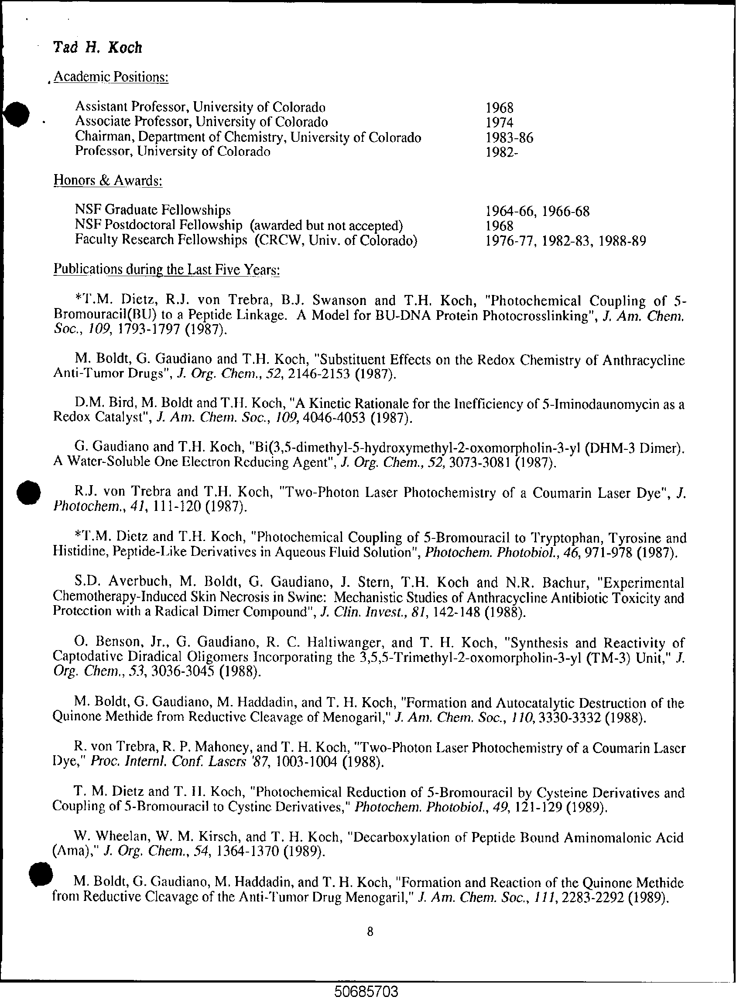 Tad H. Koch
Academic Positions:
Assistant Professor, University of Colorado 1968
Associate Professor, University of Colorado 1974
Chairman, Department of Chemistry, University of Colorado 1983-86
Professor, University of Colorado 1982-
Honors & Awards:
NSF Graduate Fellowships 1964-66, 1966-68
NSF Postdoctoral Fellowship (awarded but not accepted) 1968
Faculty Research Fellowships (CRCW, Univ. of Colorado) 1976-77, 1982-83, 1988-89
Publications during the Last Five Years:
*T.M. Dietz, R.J. von Trebra, B.J. Swanson and T.H. Koch, "Photochemical Coupling of 5-
Bromouracil(BU) to a Peptide Linkage. A Model for BU-DNA Protein Photocrosslinking", J. Am. Chem.
Soc., 109, 1793-1797 (1987).
M. Boldt, G. Gaudiano and T.H. Koch, "Substituent Effects on the Redox Chemistry of Anthracycline
Anti-Tumor Drugs", J. Org. Chem., 52, 2146-2153 (1987).
D.M. Bird, M. Boldt and T.H. Koch, "A Kinetic Rationale for the Inefficiency of 5-Iminodaunomycin as a
Redox Catalyst", J. Am. Chem. Soc., 109, 4046-4053 (1987).
G. Gaudiano and T.H. Koch, "Bi(3,5-dimethyl-5-hydroxymethyl-2-oxomorpholin-3-yl (DHM-3 Dimer).
A Water-Soluble One Electron Reducing Agent", J. Org. Chem., 52, 3073-3081 (1987).
R.J. von Trebra and T.H. Koch, "Two-Photon Laser Photochemistry of a Coumarin Laser Dye", J.
Photochem., 41, 111-120 (1987).
*T.M. Dietz and T.H. Koch, "Photochemical Coupling of 5-Bromouracil to Tryptophan, Tyrosine and
Histidine, Peptide-Like Derivatives in Aqueous Fluid Solution", Photochem. Photobiol., 46, 971-978 (1987).
S.D. Averbuch, M. Boldt, G. Gaudiano, J. Stern, T.H. Koch and N.R. Bachur, "Experimental
Chemotherapy-Induced Skin Necrosis in Swine: Mechanistic Studies of Anthracycline Antibiotic Toxicity and
Protection with a Radical Dimer Compound", J. Clin. Invest., 81, 142-148 (1988).
O. Benson, Jr., G. Gaudiano, R. C. Haltiwanger, and T. H. Koch, "Synthesis and Reactivity of
Captodative Diradical Oligomers Incorporating the 3,5,5-Trimethyl-2-oxomorpholin-3-yl (TM-3) Unit," J.
Org. Chem., 53, 3036-3045 (1988).
M. Boldt, G. Gaudiano, M. Haddadin, and T. H. Koch, "Formation and Autocatalytic Destruction of the
Quinone Methide from Reductive Cleavage of Menogaril," J. Am. Chem. Soc., 110, 3330-3332 (1988).
R. von Trebra, R. P. Mahoney, and T. H. Koch, "Two-Photon Laser Photochemistry of a Coumarin Laser
Dye," Proc. Internl. Conf. Lasers '87, 1003-1004 (1988).
T. M. Dietz and T. H. Koch, "Photochemical Reduction of 5-Bromouracil by Cysteine Derivatives and
Coupling of 5-Bromouracil to Cystine Derivatives," Photochem. Photobiol., 49, 121-129 (1989).
W. Wheelan, W. M. Kirsch, and T. H. Koch, "Decarboxylation of Peptide Bound Aminomalonic Acid
(Ama)," J. Org. Chem., 54, 1364-1370 (1989).
M. Boldt, G. Gaudiano, M. Haddadin, and T. H. Koch, "Formation and Reaction of the Quinone Methide
from Reductive Cleavage of the Anti-Tumor Drug Menogaril," J. Am. Chem. Soc., 111, 2283-2292 (1989).
8
50685703